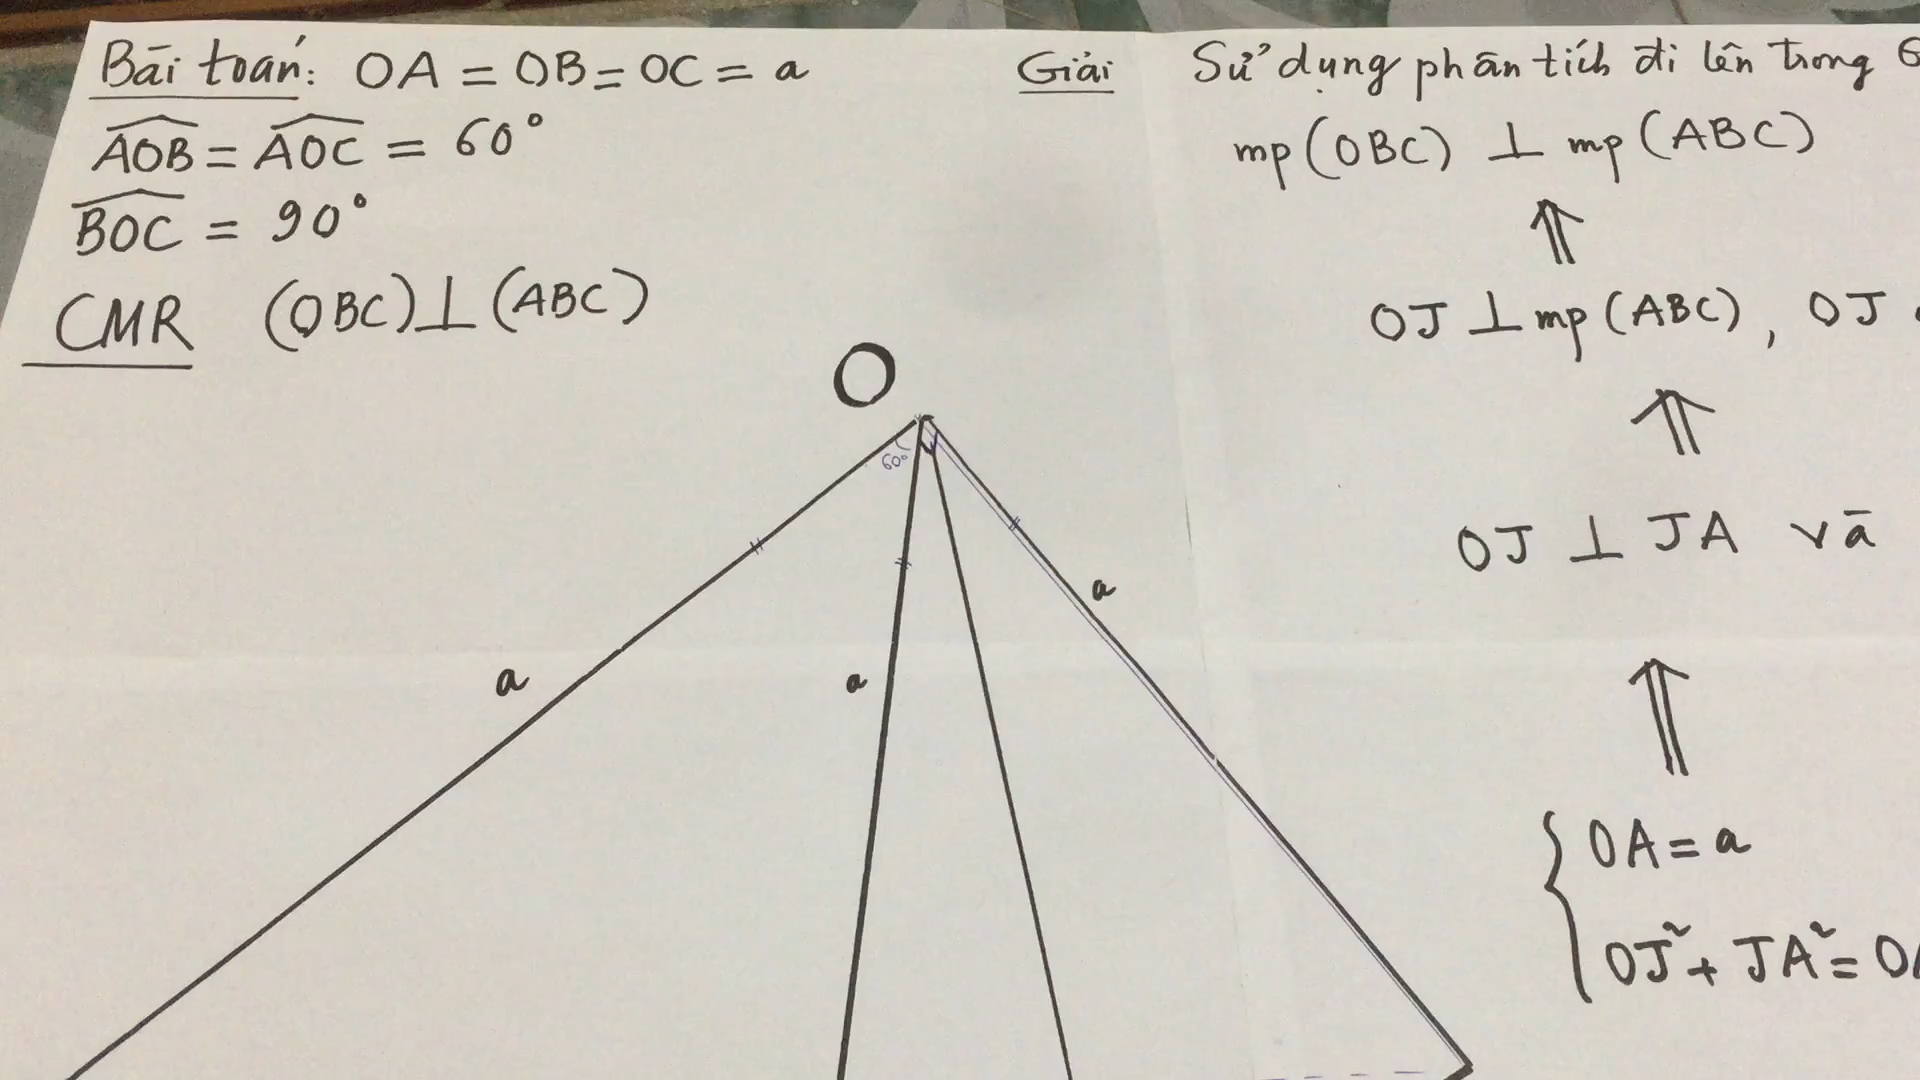 Bài toán: OA = OB = OC = a
AOB = AOC = 60°
BOC = 90°
CMR (OBC) ⊥ (ABC)
Giải Sử dụng phân tích đi lên trong
mp(OBC) ⊥ mp(ABC)
⇑
OJ ⊥ mp(ABC), OJ
⇑
OJ ⊥ JA và
⇑
{ OA = a
OJ² + JA² = OA
O
60°
a
a
a